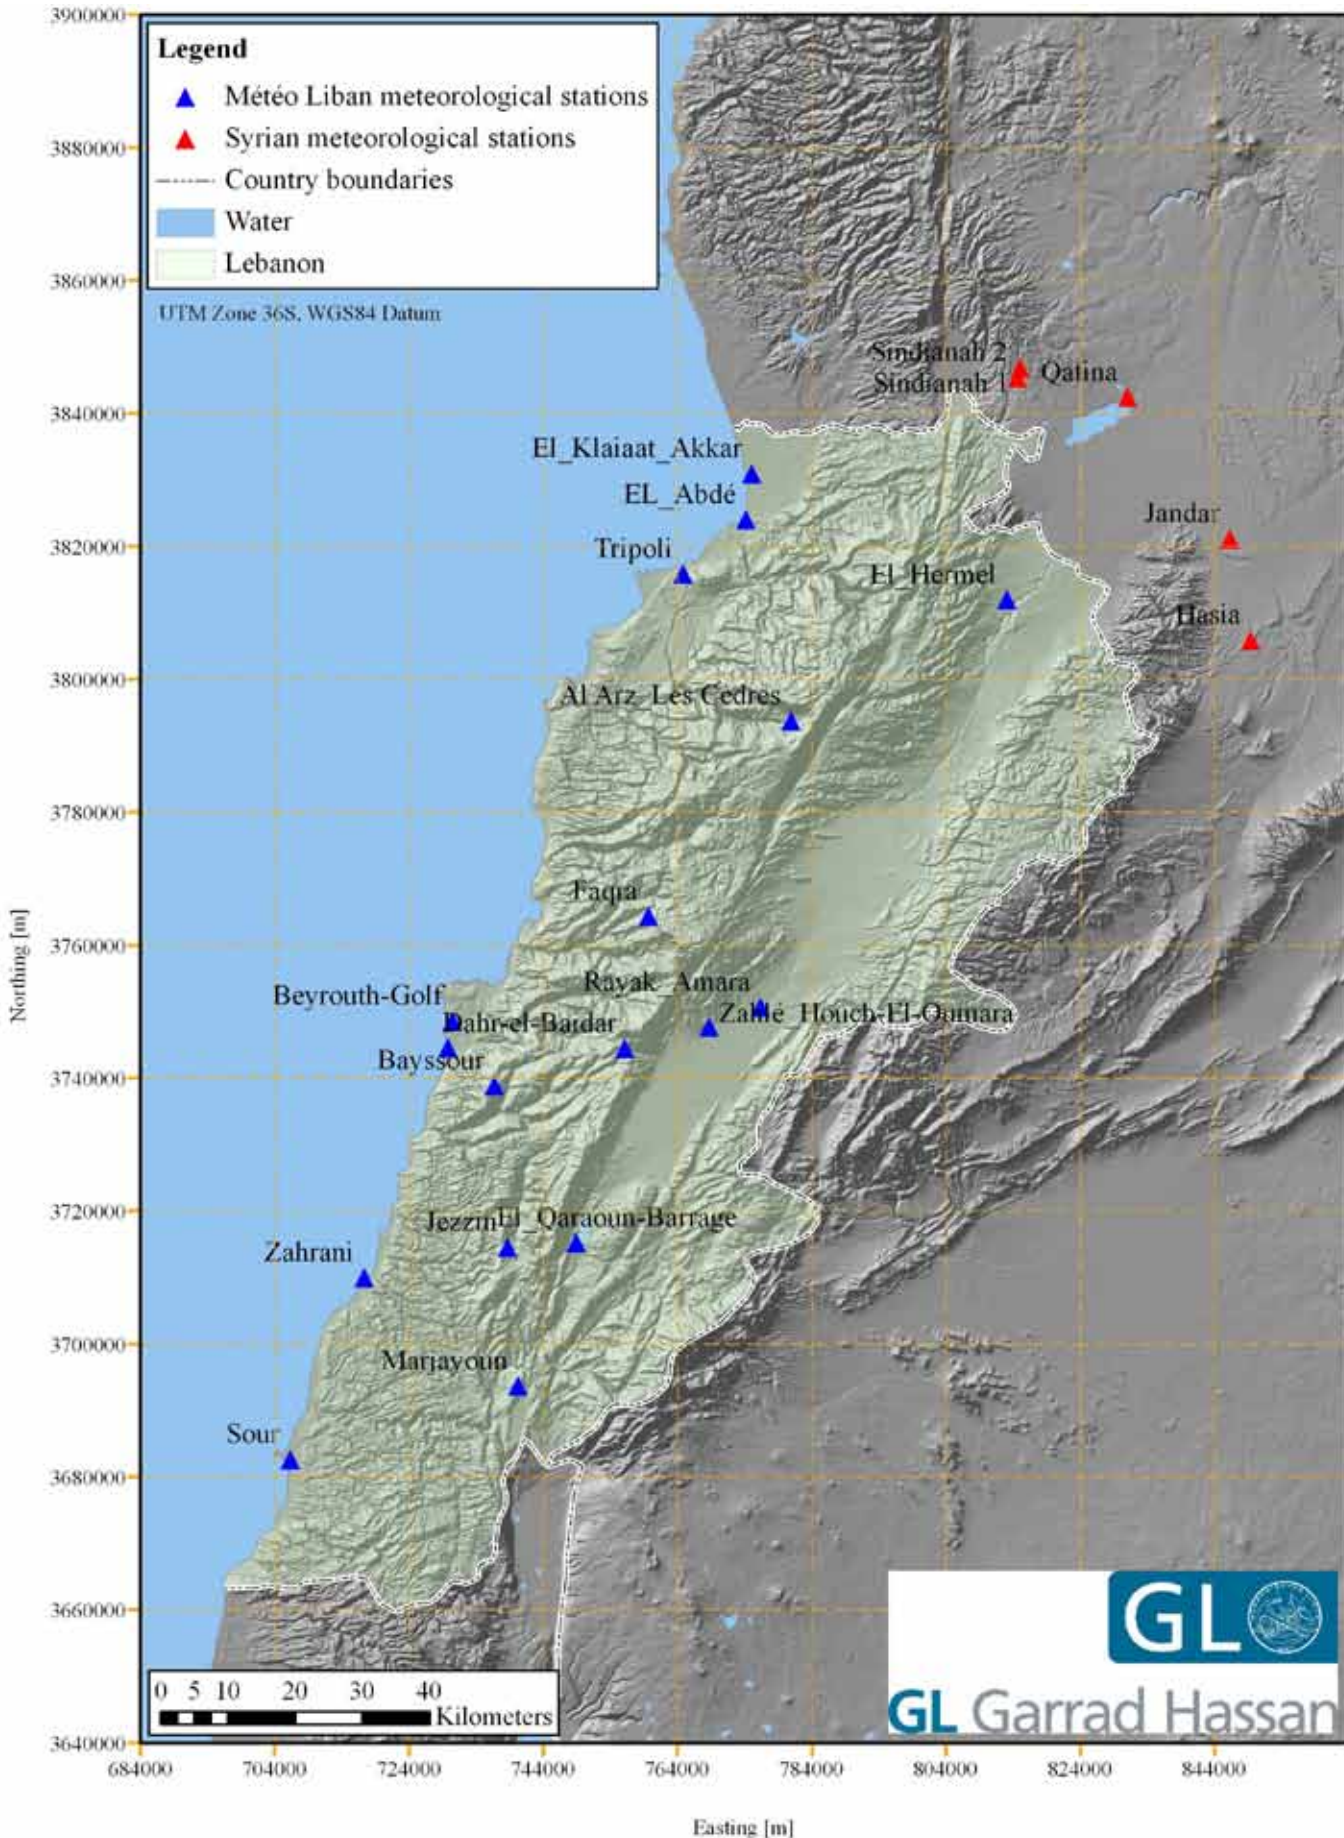 3900000
Legend
Météo Liban meteorological stations
Syrian meteorological stations
Country boundaries
Water
Lebanon
UTM Zone 36S, WGS84 Datum
3880000
3860000
Sindianah 2
Sindianah 1
Qatina
3840000
El_Klaiaat_Akkar
EL_Abdé
Jandar
3820000
Tripoli
El_Hermel
Hasia
3800000
Al Arz_Les Cedres
3780000
Faqra
3760000
Rayak_Amara
Beyrouth-Golf
Zahlé_Houch-El-Oumara
Dahr-el-Baidar
Bayssour
3740000
3720000
Jezzin
El_Qaraoun-Barrage
Zahrani
3700000
Marjayoun
Sour
3680000
3660000
3640000
Northing [m]
0 5 10 20 30 40
Kilometers
GL
GL Garrad Hassan
684000 704000 724000 744000 764000 784000 804000 824000 844000
Easting [m]